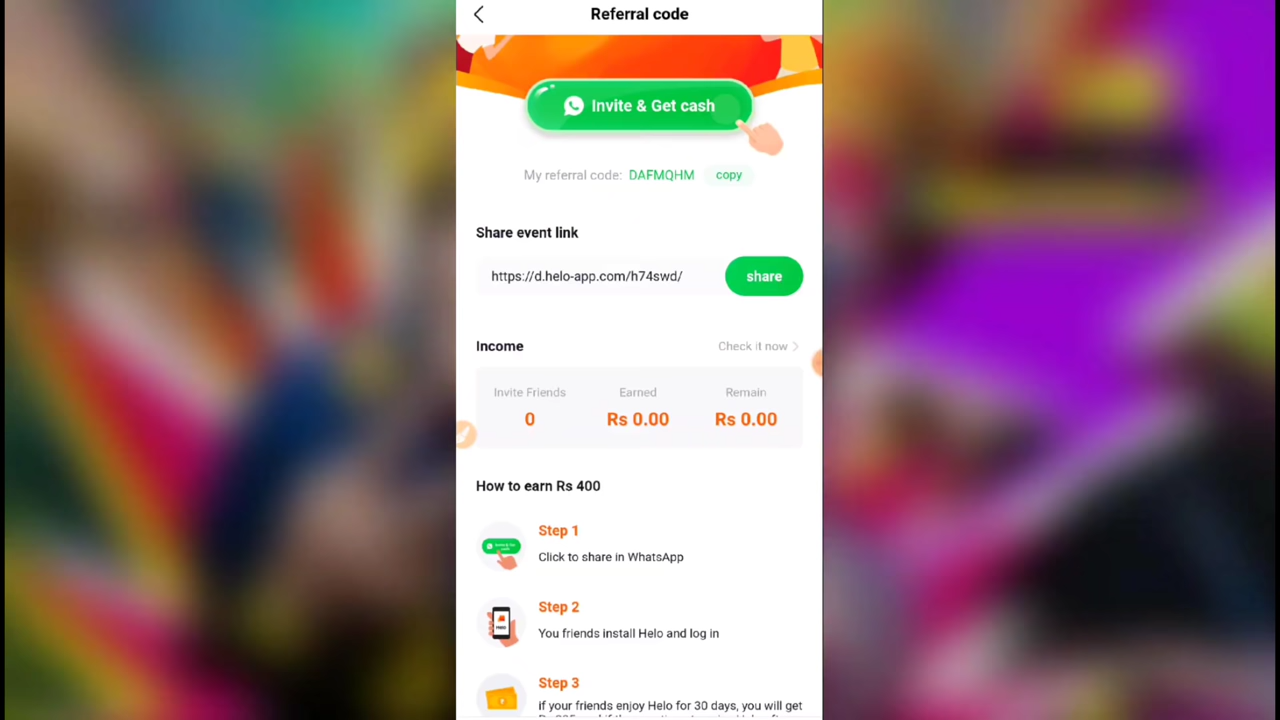 Referral code
Invite & Get cash
My referral code: DAFMQHM copy
Share event link
https://d.helo-app.com/h74swd/ share
Income Check it now
Invite Friends Earned Remain
0 Rs 0.00 Rs 0.00
How to earn Rs 400
Step 1
Click to share in WhatsApp
Step 2
You friends install Helo and log in
Step 3
if your friends enjoy Helo for 30 days, you will get